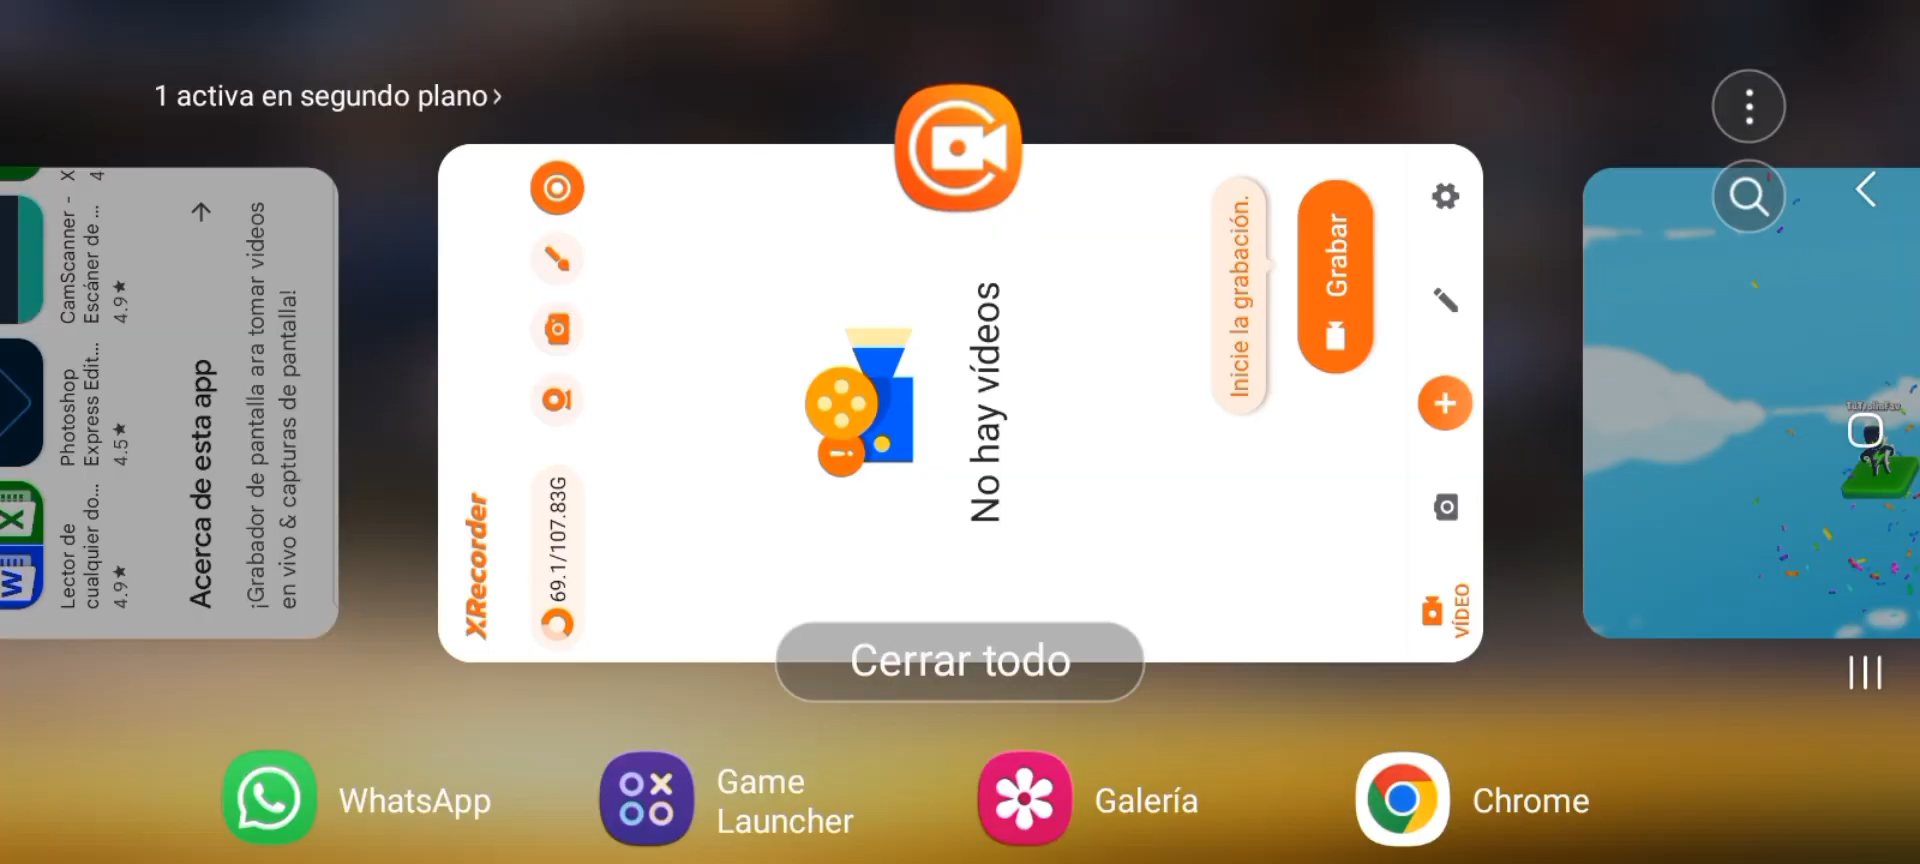 1 activa en segundo plano
X
4
CamScanner -
Escáner de ...
4.9★
Photoshop
Express Edit...
4.5★
Lector de
cualquier do...
4.9★
Acerca de esta app
¡Grabador de pantalla ara tomar videos
en vivo & capturas de pantalla!
XRecorder
69.1/107.83G
No hay vídeos
Inicie la grabación.
Grabar
VÍDEO
Cerrar todo
WhatsApp
Game
Launcher
Galería
Chrome